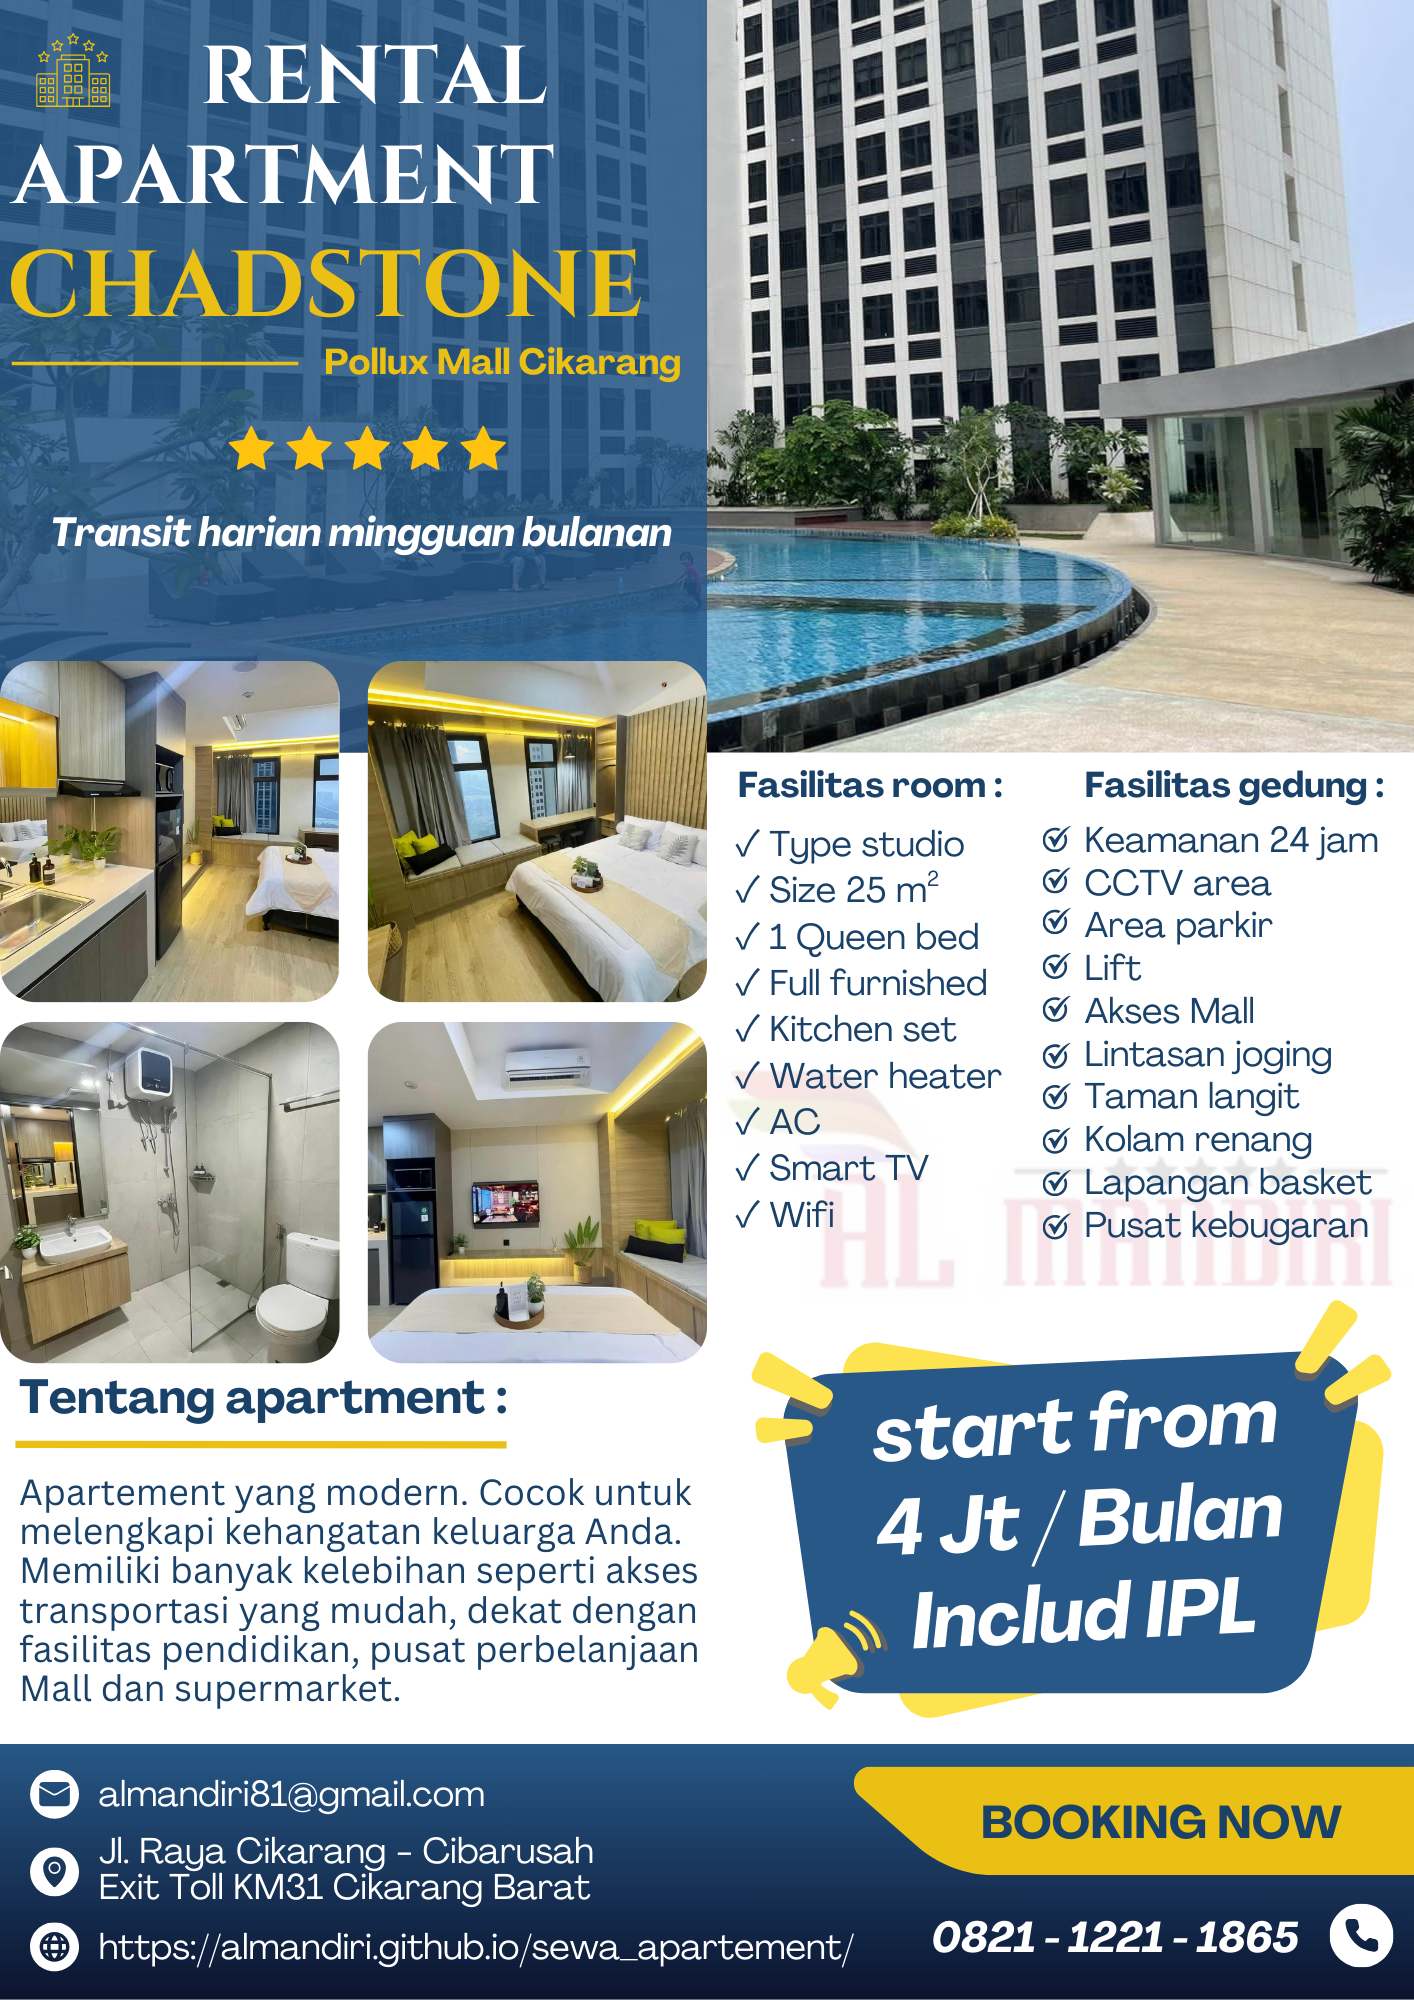 RENTAL
APARTMENT
CHADSTONE
Pollux Mall Cikarang
Transit harian mingguan bulanan
Fasilitas room :
Type studio
Size 25 m²
1 Queen bed
Full furnished
Kitchen set
Water heater
AC
Smart TV
Wifi
Fasilitas gedung :
Keamanan 24 jam
CCTV area
Area parkir
Lift
Akses Mall
Lintasan joging
Taman langit
Kolam renang
Lapangan basket
Pusat kebugaran
AL MANDIRI
Tentang apartment :
Apartement yang modern. Cocok untuk
melengkapi kehangatan keluarga Anda.
Memiliki banyak kelebihan seperti akses
transportasi yang mudah, dekat dengan
fasilitas pendidikan, pusat perbelanjaan
Mall dan supermarket.
start from
4 Jt / Bulan
Includ IPL
almandiri81@gmail.com
Jl. Raya Cikarang - Cibarusah
Exit Toll KM31 Cikarang Barat
https://almandiri.github.io/sewa_apartement/
BOOKING NOW
0821 - 1221 - 1865